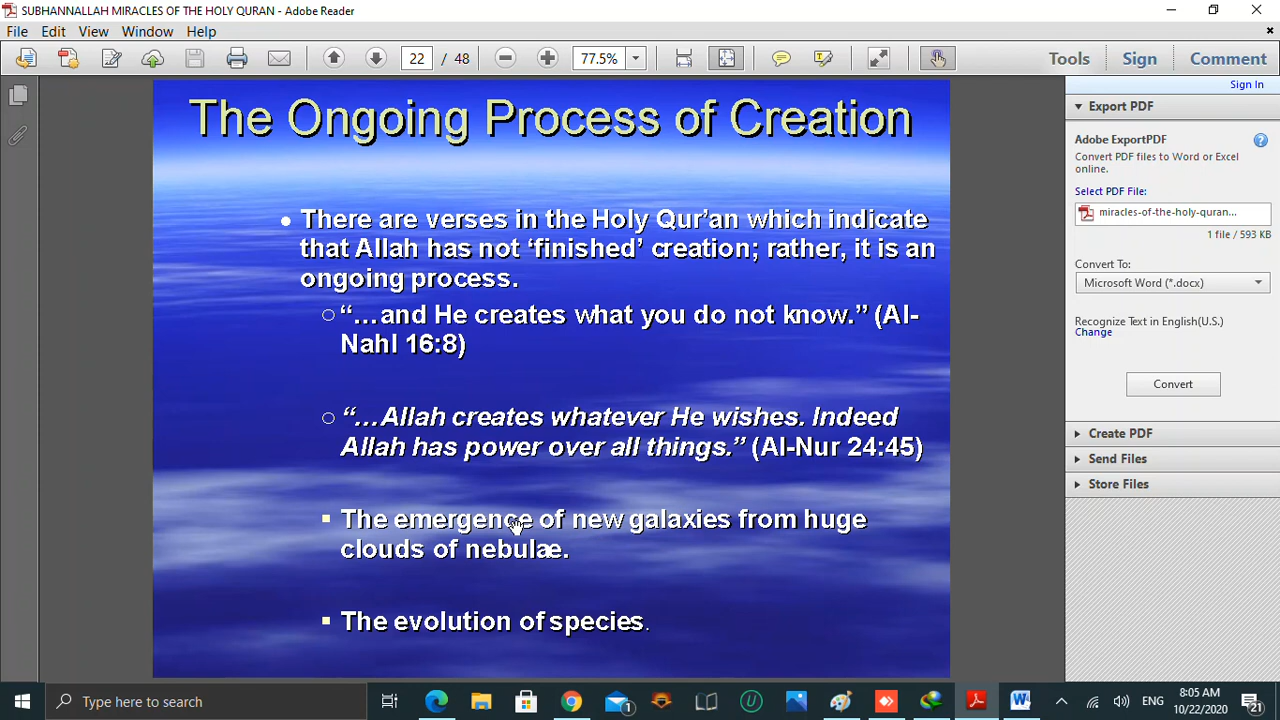 SUBHANNALLAH MIRACLES OF THE HOLY QURAN - Adobe Reader
File Edit View Window Help
22 / 48 77.5% Tools Sign Comment
Sign In
The Ongoing Process of Creation
There are verses in the Holy Qur’an which indicate
that Allah has not ‘finished’ creation; rather, it is an
ongoing process.
“…and He creates what you do not know.” (Al-
Nahl 16:8)
“…Allah creates whatever He wishes. Indeed
Allah has power over all things.” (Al-Nur 24:45)
The emergence of new galaxies from huge
clouds of nebulae.
The evolution of species.
Export PDF
Adobe ExportPDF
Convert PDF files to Word or Excel
online.
Select PDF File:
miracles-of-the-holy-quran...
1 file / 593 KB
Convert To:
Microsoft Word (*.docx)
Recognize Text in English(U.S.)
Change
Convert
Create PDF
Send Files
Store Files
Type here to search
1
ENG
8:05 AM
10/22/2020
21